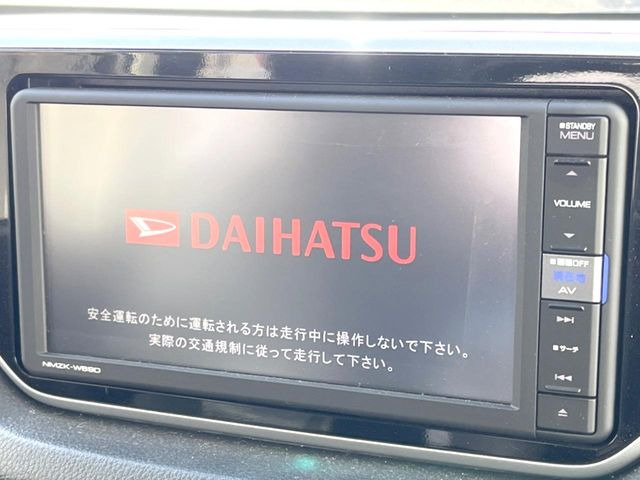 DAIHATSU
安全運転のために運転される方は走行中に操作しないで下さい。
実際の交通規制に従って走行して下さい。
NMZK-W69D
STANDBY
MENU
VOLUME
画面OFF
現在地
AV
サーチ